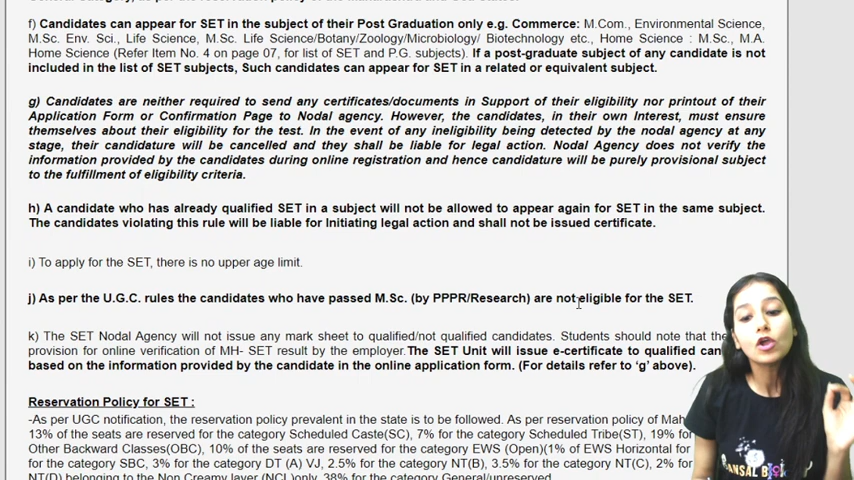 f) Candidates can appear for SET in the subject of their Post Graduation only e.g. Commerce: M.Com., Environmental Science,
M.Sc. Env. Sci., Life Science, M.Sc. Life Science/Botany/Zoology/Microbiology/ Biotechnology etc., Home Science : M.Sc., M.A.
Home Science (Refer Item No. 4 on page 07, for list of SET and P.G. subjects). If a post-graduate subject of any candidate is not
included in the list of SET subjects, Such candidates can appear for SET in a related or equivalent subject.
g) Candidates are neither required to send any certificates/documents in Support of their eligibility nor printout of their
Application Form or Confirmation Page to Nodal agency. However, the candidates, in their own Interest, must ensure
themselves about their eligibility for the test. In the event of any ineligibility being detected by the nodal agency at any
stage, their candidature will be cancelled and they shall be liable for legal action. Nodal Agency does not verify the
information provided by the candidates during online registration and hence candidature will be purely provisional subject
to the fulfillment of eligibility criteria.
h) A candidate who has already qualified SET in a subject will not be allowed to appear again for SET in the same subject.
The candidates violating this rule will be liable for Initiating legal action and shall not be issued certificate.
i) To apply for the SET, there is no upper age limit.
j) As per the U.G.C. rules the candidates who have passed M.Sc. (by PPPR/Research) are not eligible for the SET.
k) The SET Nodal Agency will not issue any mark sheet to qualified/not qualified candidates. Students should note that the
provision for online verification of MH- SET result by the employer.The SET Unit will issue e-certificate to qualified can
based on the information provided by the candidate in the online application form. (For details refer to 'g' above).
Reservation Policy for SET :
-As per UGC notification, the reservation policy prevalent in the state is to be followed. As per reservation policy of Mah
13% of the seats are reserved for the category Scheduled Caste(SC), 7% for the category Scheduled Tribe(ST), 19% for
Other Backward Classes(OBC), 10% of the seats are reserved for the category EWS (Open)(1% of EWS Horizontal for
for the category SBC, 3% for category DT (A) VJ, 2.5% for the category NT(B), 3.5% for the category NT(C), 2% for
NT(D) belonging to the Non Creamy layer (NCL)only, 38% for the category General/unreserved.